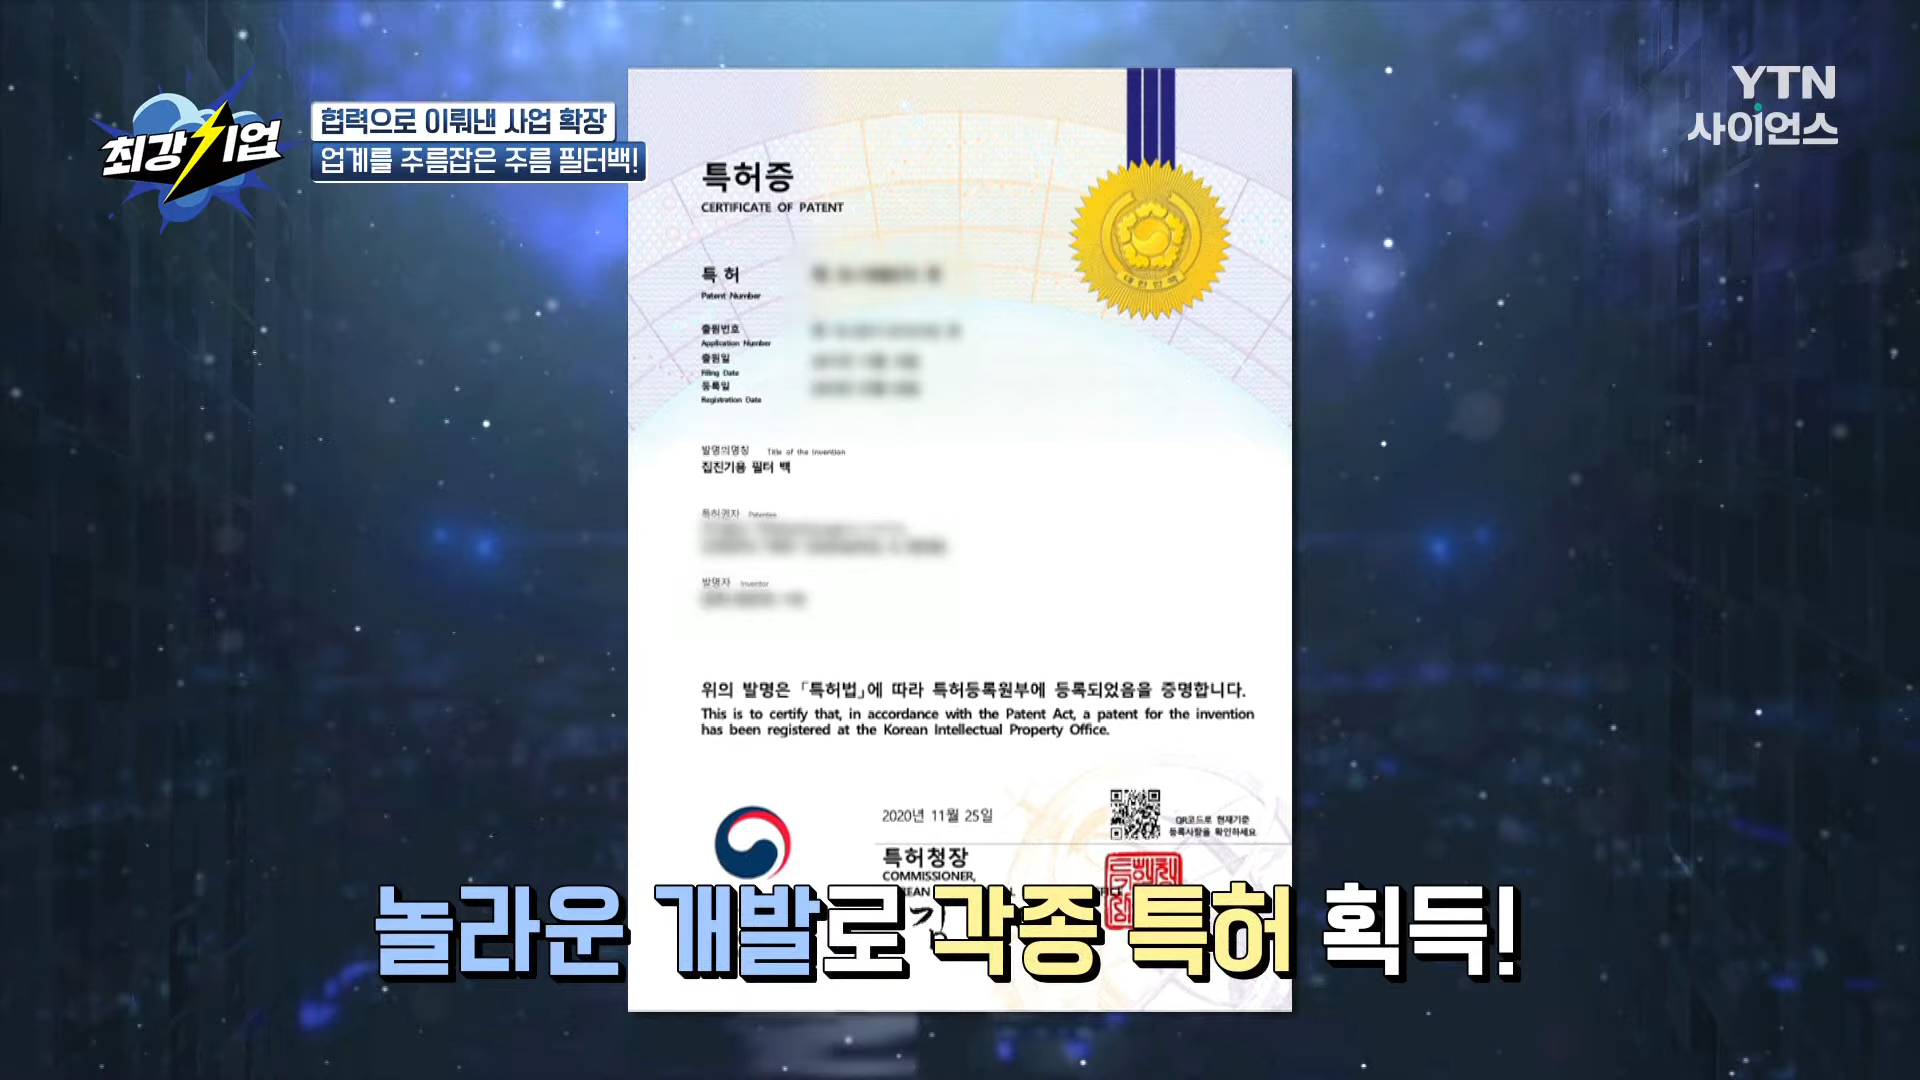 최강기업
협력으로 이뤄낸 사업 확장
업계를 주름잡은 주름 필터백!
YTN
사이언스
특허증
CERTIFICATE OF PATENT
대한민국
특 허
Patent Number
출원번호
Application Number
출원일
Filing Date
등록일
Registration Date
발명의명칭 Title of the Invention
집진기용 필터 백
특허권자 Patentee
발명자 Inventor
위의 발명은 「특허법」에 따라 특허등록원부에 등록되었음을 증명합니다.
This is to certify that, in accordance with the Patent Act, a patent for the invention
has been registered at the Korean Intellectual Property Office.
2020년 11월 25일
QR코드로 현재기준
등록사항을 확인하세요
특허청장
COMMISSIONER,
놀라운 개발로 각종 특허 획득!